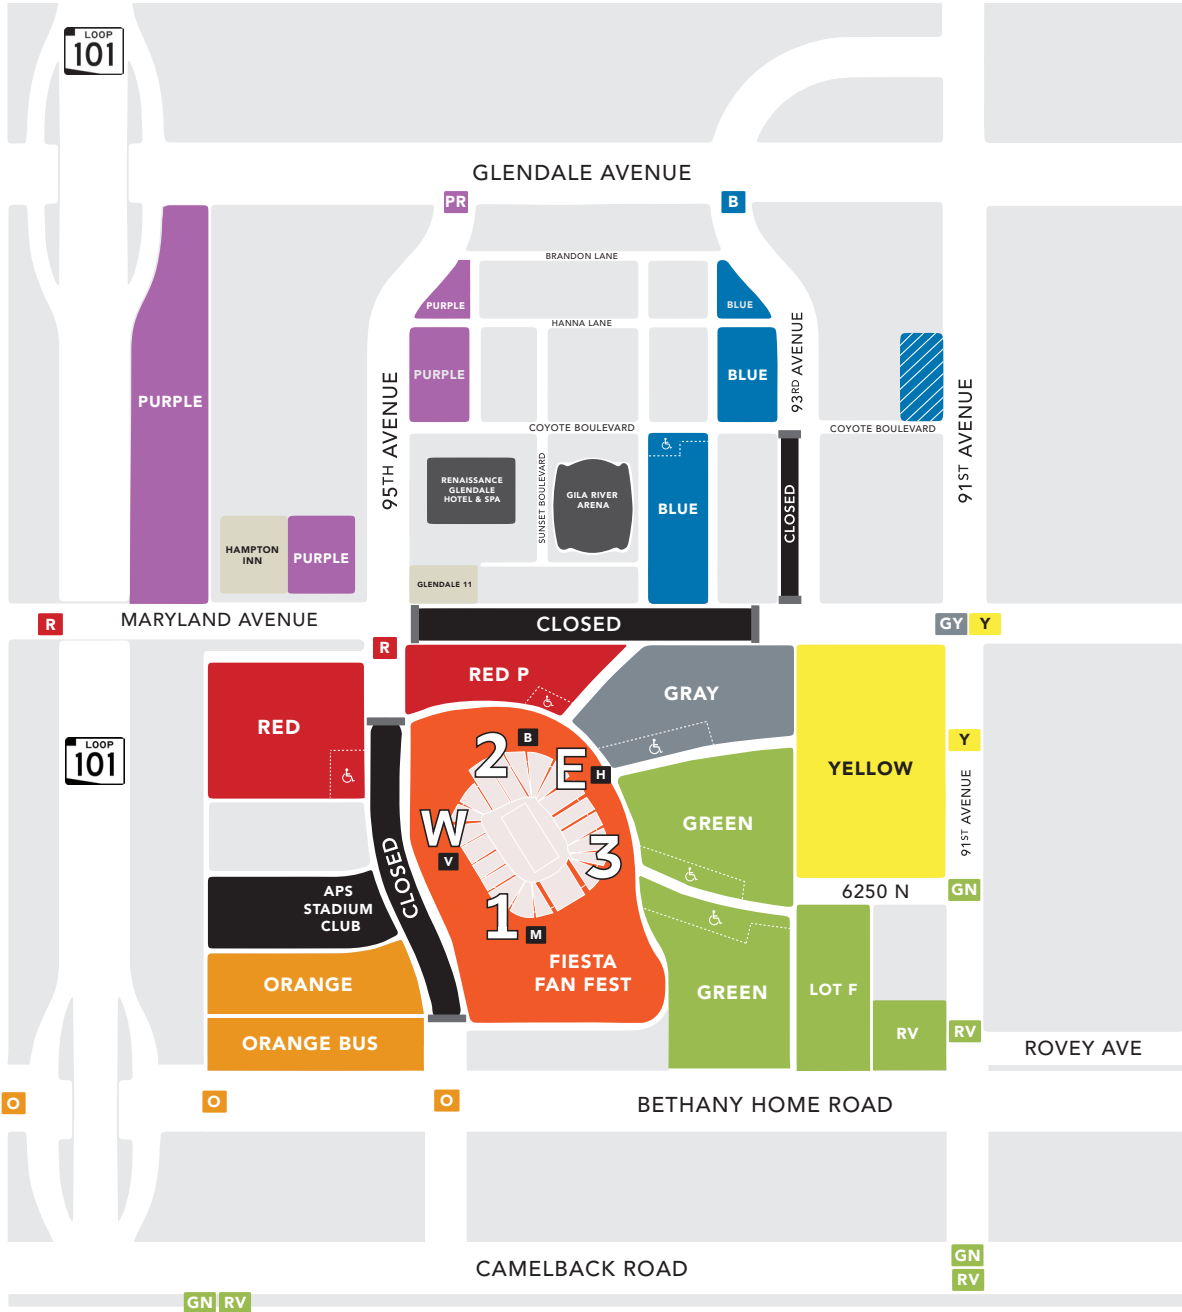 LOOP
101
GLENDALE AVENUE
PR
B
BRANDON LANE
PURPLE
BLUE
HANNA LANE
PURPLE
PURPLE
BLUE
95TH AVENUE
93RD AVENUE
91ST AVENUE
COYOTE BOULEVARD
COYOTE BOULEVARD
RENAISSANCE
GLENDALE
HOTEL & SPA
SUNSET BOULEVARD
GILA RIVER
ARENA
BLUE
CLOSED
HAMPTON
INN
PURPLE
GLENDALE 11
R
MARYLAND AVENUE
CLOSED
GY
Y
R
RED P
GRAY
RED
LOOP
101
2
B
E
H
Y
YELLOW
91ST AVENUE
W
V
3
GREEN
CLOSED
APS
STADIUM
CLUB
1
M
6250 N
GN
FIESTA
FAN FEST
ORANGE
GREEN
LOT F
RV
RV
ORANGE BUS
ROVEY AVE
O
O
O
BETHANY HOME ROAD
CAMELBACK ROAD
GN
RV
GN
RV